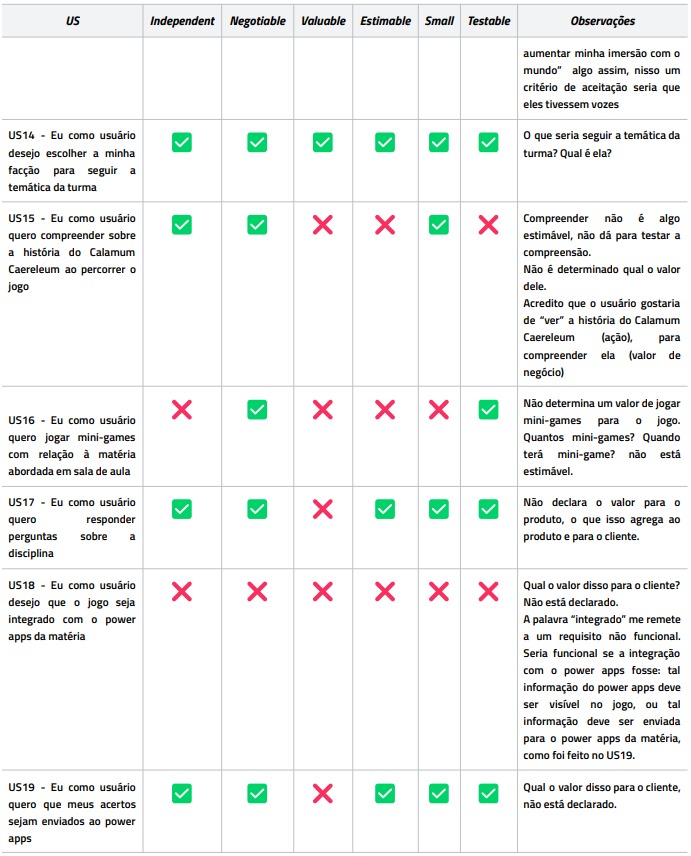 US Independent Negotiable Valuable Estimable Small Testable Observações
aumentar minha imersão com o
mundo” algo assim, nisso um
critério de aceitação seria que
eles tivessem vozes
US14 - Eu como usuário
desejo escolher a minha
facção para seguir a
temática da turma
O que seria seguir a temática da
turma? Qual é ela?
US15 - Eu como usuário
quero compreender sobre
a história do Calamum
Caereleum ao percorrer o
jogo
Compreender não é algo
estimável, não dá para testar a
compreensão.
Não é determinado qual o valor
dele.
Acredito que o usuário gostaria
de “ver” a história do Calamum
Caereleum (ação), para
compreender ela (valor de
negócio)
US16 - Eu como usuário
quero jogar mini-games
com relação à matéria
abordada em sala de aula
Não determina um valor de jogar
mini-games para o jogo.
Quantos mini-games? Quando
terá mini-game? não está
estimável.
US17 - Eu como usuário
quero responder
perguntas sobre a
disciplina
Não declara o valor para o
produto, o que isso agrega ao
produto e para o cliente.
US18 - Eu como usuário
desejo que o jogo seja
integrado com o power
apps da matéria
Qual o valor disso para o cliente?
Não está declarado.
A palavra “integrado” me remete
a um requisito não funcional.
Seria funcional se a integração
com o power apps fosse: tal
informação do power apps deve
ser visível no jogo, ou tal
informação deve ser enviada
para o power apps da matéria,
como foi feito no US19.
US19 - Eu como usuário
quero que meus acertos
sejam enviados ao power
apps
Qual o valor disso para o cliente,
não está declarado.